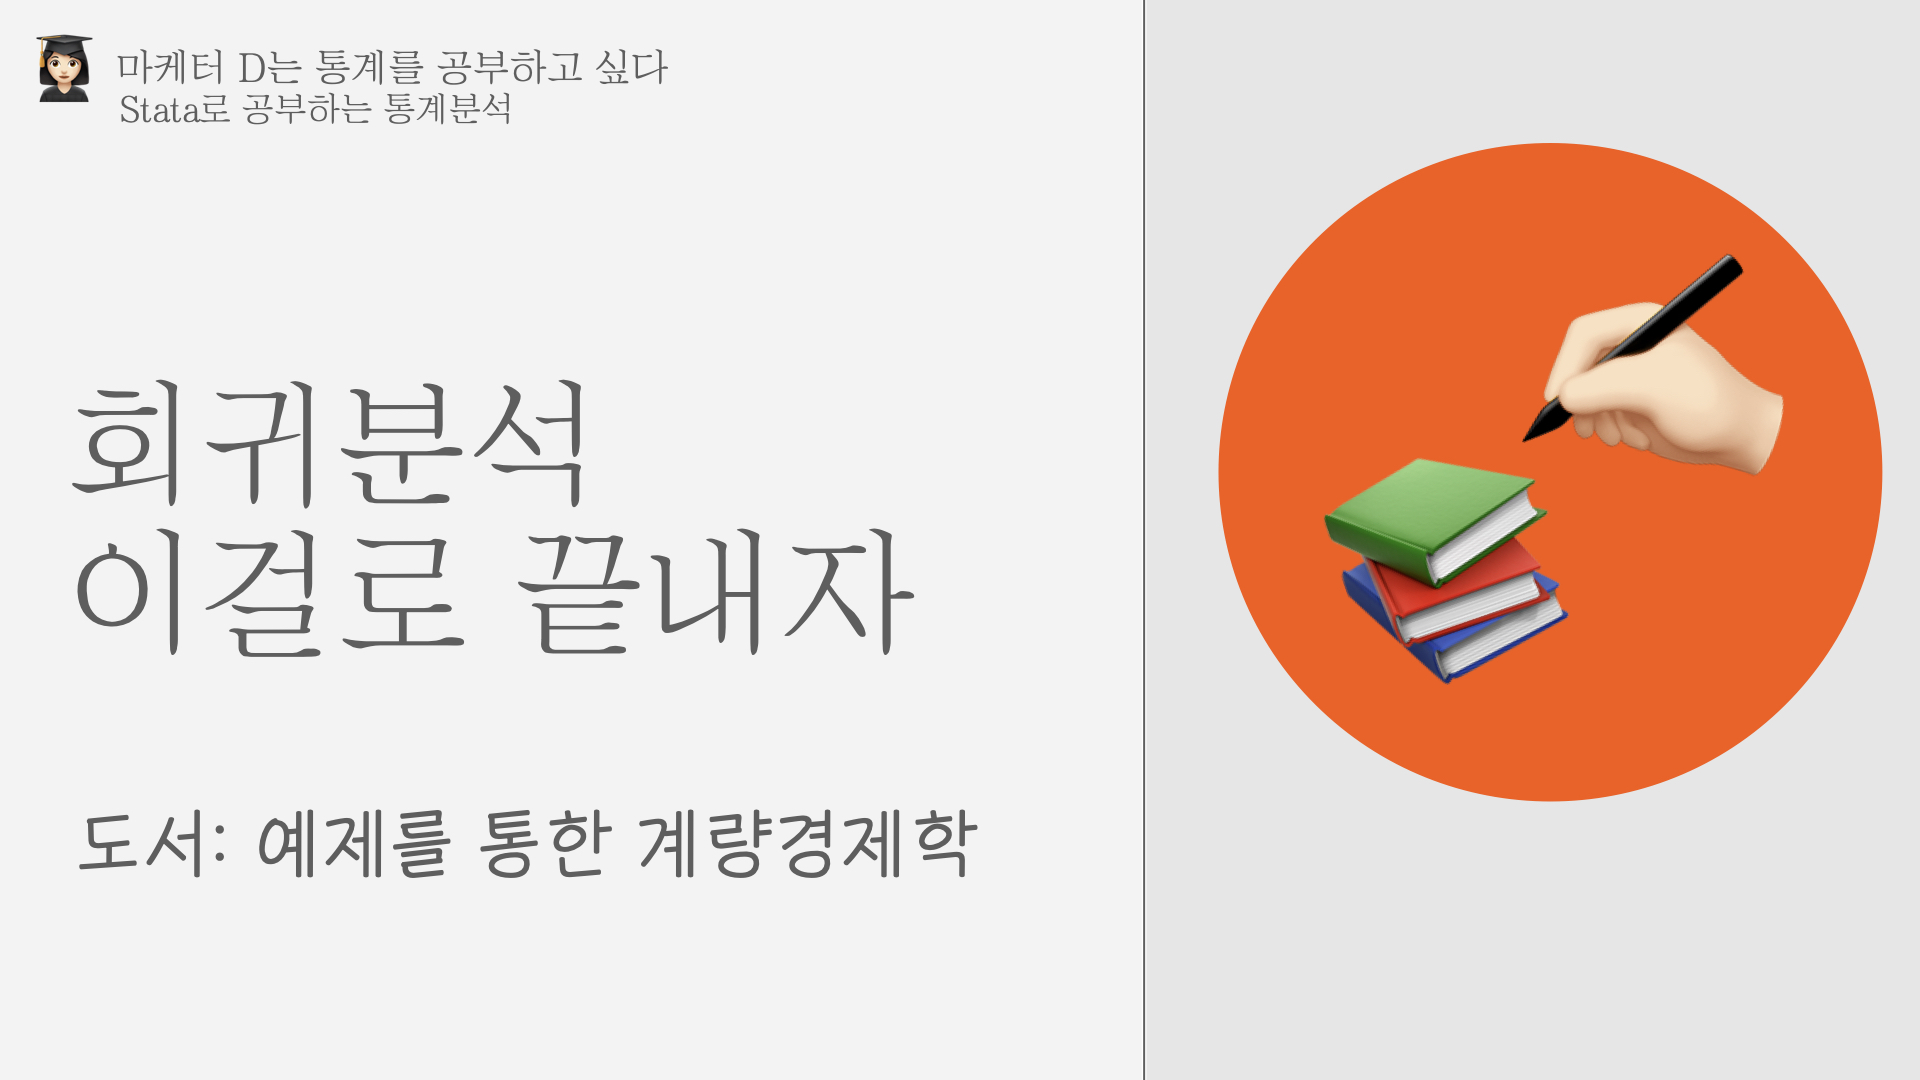 마케터 D는 통계를 공부하고 싶다
Stata로 공부하는 통계분석
회귀분석
이걸로 끝내자
도서: 예제를 통한 계량경제학